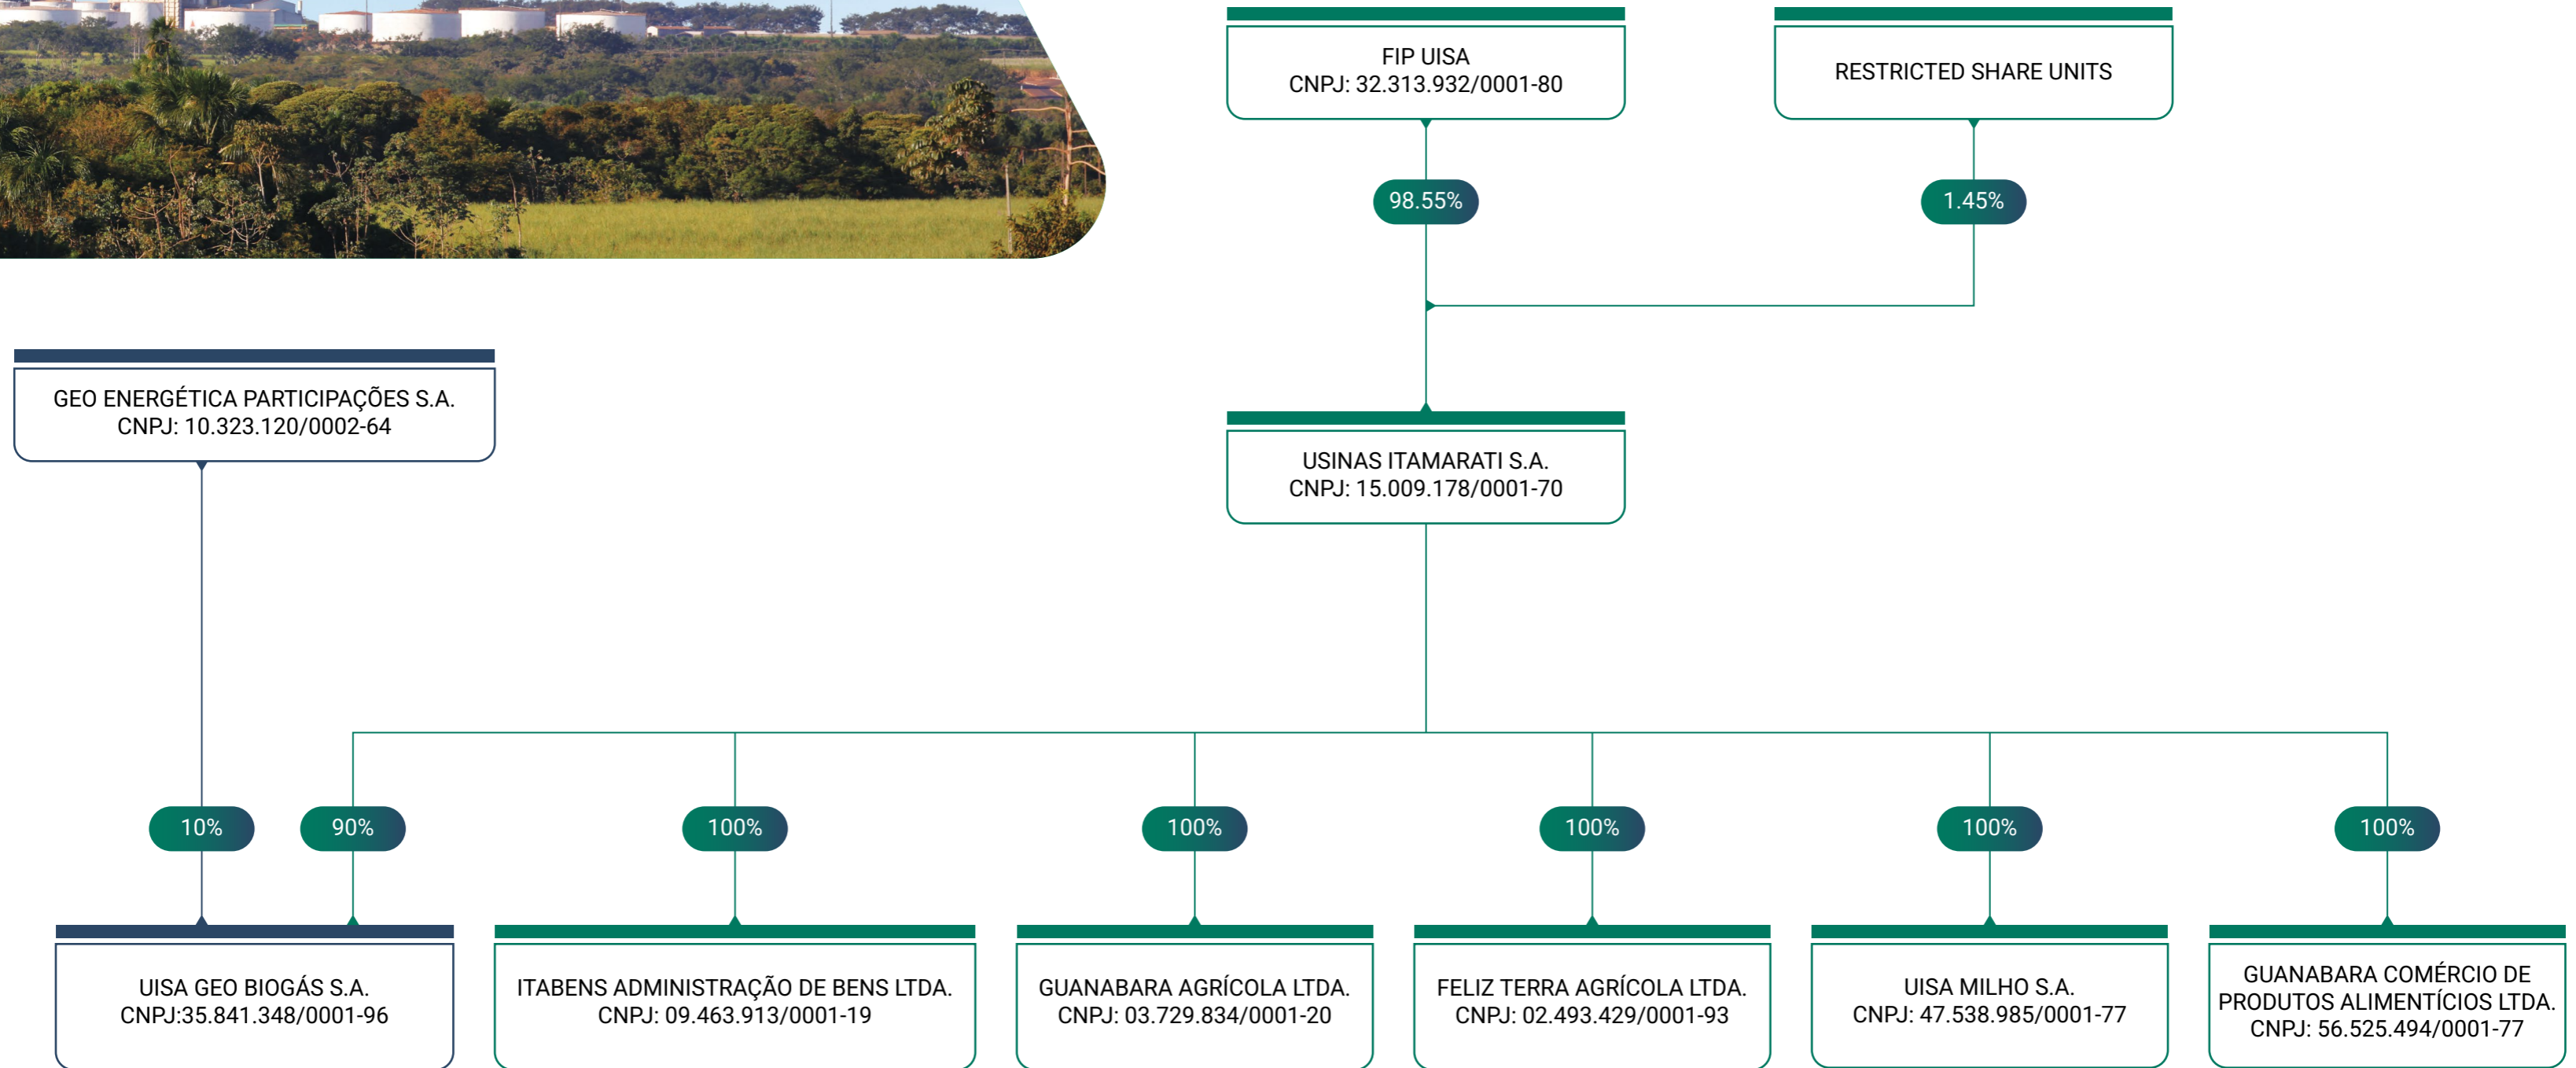 FIP UISA
CNPJ: 32.313.932/0001-80
RESTRICTED SHARE UNITS
98.55%
1.45%
GEO ENERGÉTICA PARTICIPAÇÕES S.A.
CNPJ: 10.323.120/0002-64
USINAS ITAMARATI S.A.
CNPJ: 15.009.178/0001-70
10%
90%
100%
100%
100%
100%
100%
UISA GEO BIOGÁS S.A.
CNPJ:35.841.348/0001-96
ITABENS ADMINISTRAÇÃO DE BENS LTDA.
CNPJ: 09.463.913/0001-19
GUANABARA AGRÍCOLA LTDA.
CNPJ: 03.729.834/0001-20
FELIZ TERRA AGRÍCOLA LTDA.
CNPJ: 02.493.429/0001-93
UISA MILHO S.A.
CNPJ: 47.538.985/0001-77
GUANABARA COMÉRCIO DE
PRODUTOS ALIMENTÍCIOS LTDA.
CNPJ: 56.525.494/0001-77